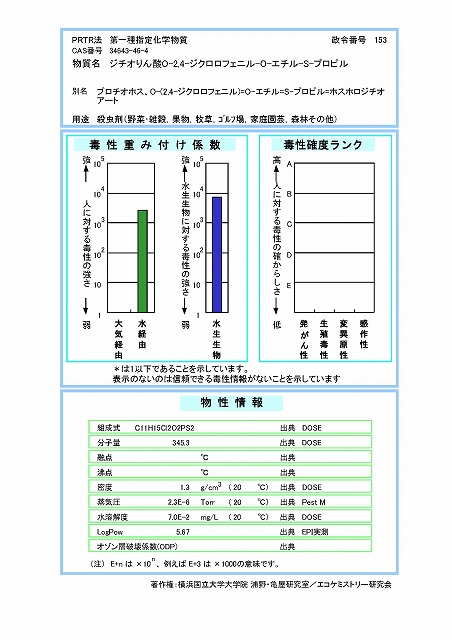 PRTR法 第一種指定化学物質 政令番号 153
CAS番号 34643-46-4
物質名 ジチオりん酸O-2,4-ジクロロフェニル-O-エチル-S-プロピル
別名 プロチオホス、O-(2,4-ジクロロフェニル)=O-エチル=S-プロピル=ホスホロジチオ
アート
用途 殺虫剤(野菜・雑穀, 果物, 牧草, ゴルフ場, 家庭園芸, 森林その他)
毒性重み付け係数
強
10 5
10 4
10 3
10 2
10
1
弱
人に対する毒性の強さ
大気経由
水経由
強
10 5
10 4
10 3
10 2
10
1
弱
水生生物に対する毒性の強さ
水生生物
毒性確度ランク
高
A
B
C
D
E
低
人に対する毒性の確からしさ
発がん性
生殖毒性
変異原性
感作性
*は1以下であることを示しています。
表示のないのは信頼できる毒性情報がないことを示しています
物性情報
組成式 C11H15Cl2O2PS2 出典 DOSE
分子量 345.3 出典 DOSE
融点 ℃ 出典
沸点 ℃ 出典
密度 1.3 g/cm3 (20 ℃) 出典 DOSE
蒸気圧 2.3E-6 Torr (20 ℃) 出典 Pest M
水溶解度 7.0E-2 mg/L (20 ℃) 出典 DOSE
LogPow 5.67 出典 EPI実測
オゾン層破壊係数(ODP) 出典
(注) E+n は ×10n、例えば E+3 は ×1000の意味です。
著作権:横浜国立大学大学院 浦野・亀屋研究室/エコケミストリー研究会